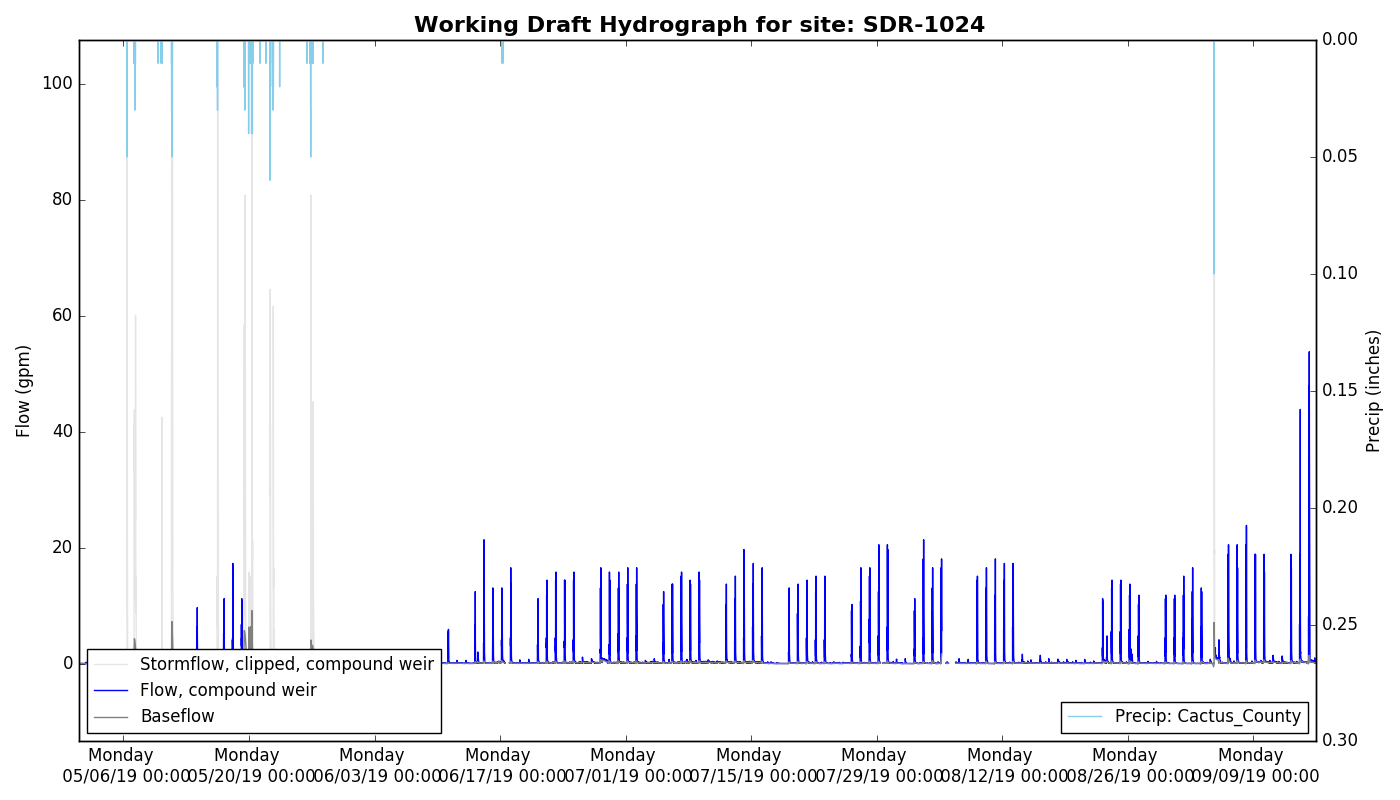 Working Draft Hydrograph for site: SDR-1024
0.00
100
0.05
80
0.10
60
Flow (gpm)
0.15
Precip (inches)
40
0.20
20
0.25
0
Stormflow, clipped, compound weir
Flow, compound weir
Baseflow
Precip: Cactus_County
0.30
Monday Monday Monday Monday Monday Monday Monday Monday Monday Monday
05/06/19 00:00 05/20/19 00:00 06/03/19 00:00 06/17/19 00:00 07/01/19 00:00 07/15/19 00:00 07/29/19 00:00 08/12/19 00:00 08/26/19 00:00 09/09/19 00:00